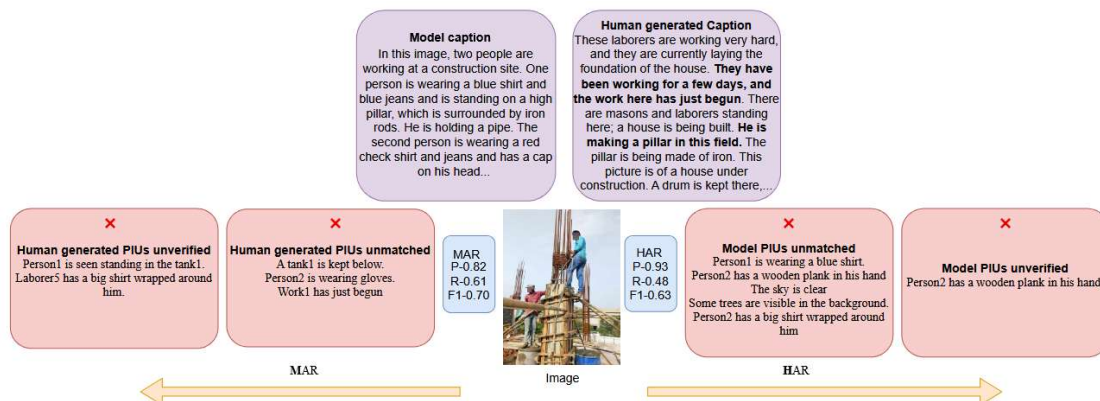 Model caption
In this image, two people are
working at a construction site. One
person is wearing a blue shirt and
blue jeans and is standing on a high
pillar, which is surrounded by iron
rods. He is holding a pipe. The
second person is wearing a red
check shirt and jeans and has a cap
on his head...
Human generated Caption
These laborers are working very hard,
and they are currently laying the
foundation of the house. They have
been working for a few days, and
the work here has just begun. There
are masons and laborers standing
here; a house is being built. He is
making a pillar in this field. The
pillar is being made of iron. This
picture is of a house under
construction. A drum is kept there,...
Human generated PIUs unverified
Person1 is seen standing in the tank1.
Laborer5 has a big shirt wrapped around
him.
Human generated PIUs unmatched
A tank1 is kept below.
Person2 is wearing gloves.
Work1 has just begun
MAR
P-0.82
R-0.61
F1-0.70
HAR
P-0.93
R-0.48
F1-0.63
Model PIUs unmatched
Person1 is wearing a blue shirt.
Person2 has a wooden plank in his hand
The sky is clear
Some trees are visible in the background.
Person2 has a big shirt wrapped around
him
Model PIUs unverified
Person2 has a wooden plank in his hand
Image
MAR
HAR